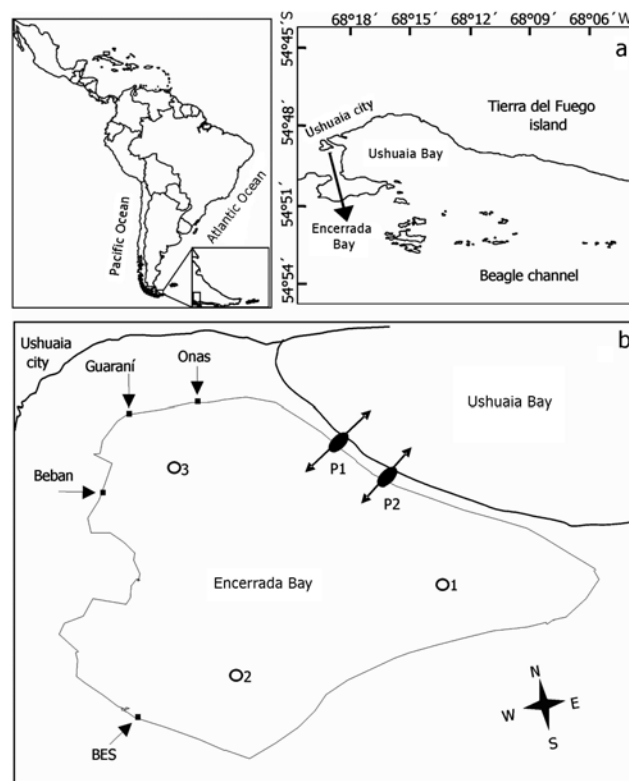 Pacific Ocean
Atlantic Ocean
68°18´ 68°15´ 68°12´ 68°09´ 68°06´ W
54°45´ S
54°48´
54°51´
54°54´
a
Ushuaia city
Tierra del Fuego
island
Ushuaia Bay
Encerrada
Bay
Beagle channel
b
Ushuaia
city
Guaraní
Onas
Ushuaia Bay
P1
P2
Beban
3
Encerrada Bay
1
2
BES
N
W E
S